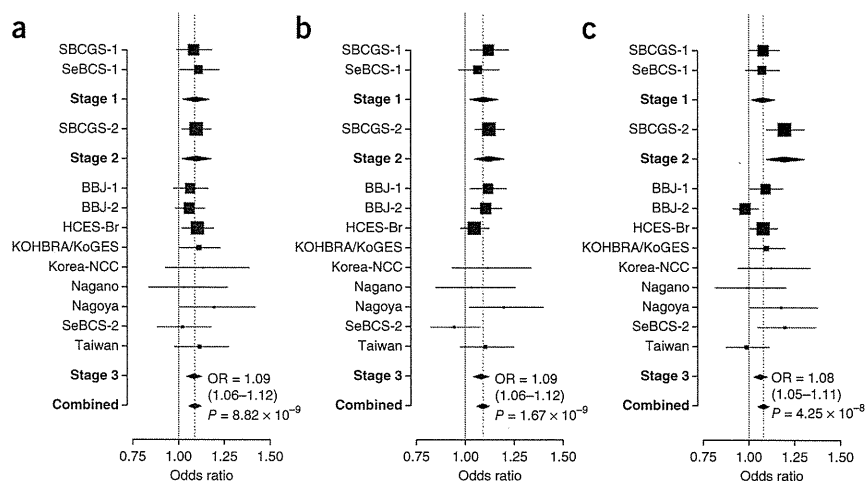 a
SBCGS-1
SeBCS-1
Stage 1
SBCGS-2
Stage 2
BBJ-1
BBJ-2
HCES-Br
KOHBRA/KoGES
Korea-NCC
Nagano
Nagoya
SeBCS-2
Taiwan
Stage 3
Combined
OR = 1.09
(1.06–1.12)
P = 8.82 × 10⁻⁹
0.75 1.00 1.25 1.50
Odds ratio
b
SBCGS-1
SeBCS-1
Stage 1
SBCGS-2
Stage 2
BBJ-1
BBJ-2
HCES-Br
KOHBRA/KoGES
Korea-NCC
Nagano
Nagoya
SeBCS-2
Taiwan
Stage 3
Combined
OR = 1.09
(1.06–1.12)
P = 1.67 × 10⁻⁹
0.75 1.00 1.25 1.50
Odds ratio
c
SBCGS-1
SeBCS-1
Stage 1
SBCGS-2
Stage 2
BBJ-1
BBJ-2
HCES-Br
KOHBRA/KoGES
Korea-NCC
Nagano
Nagoya
SeBCS-2
Taiwan
Stage 3
Combined
OR = 1.08
(1.05–1.11)
P = 4.25 × 10⁻⁸
0.75 1.00 1.25 1.50
Odds ratio